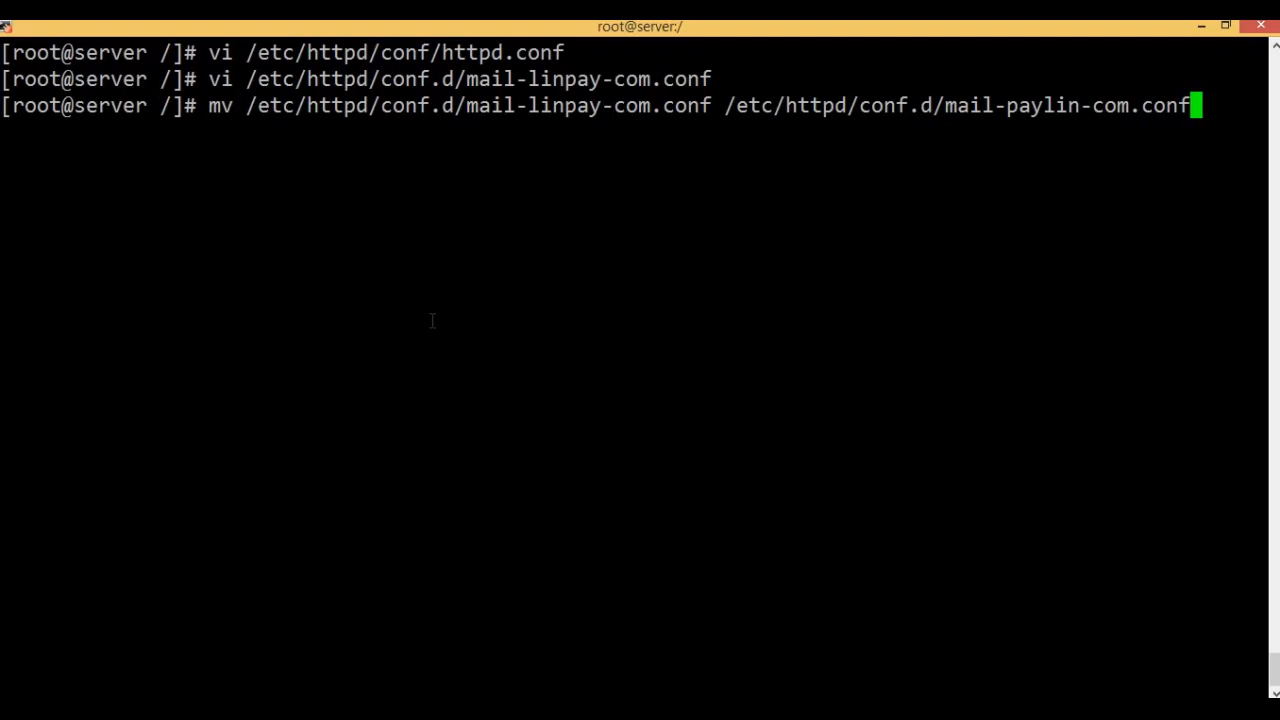 root@server:/
[root@server /]# vi /etc/httpd/conf/httpd.conf
[root@server /]# vi /etc/httpd/conf.d/mail-linpay-com.conf
[root@server /]# mv /etc/httpd/conf.d/mail-linpay-com.conf /etc/httpd/conf.d/mail-paylin-com.conf